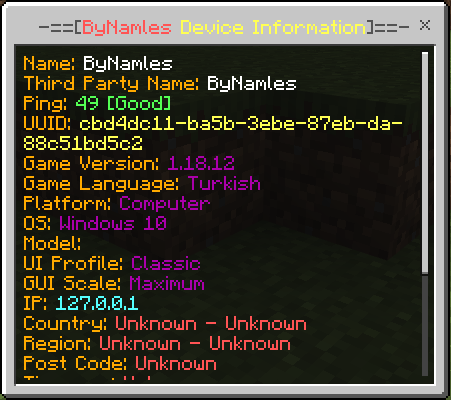 -==[ByNamles Device Information]==- ×
Name: ByNamles
Third Party Name: ByNamles
Ping: 49 [Good]
UUID: cbd4dc11-ba5b-3ebe-87eb-da-
88c51bd5c2
Game Version: 1.18.12
Game Language: Turkish
Platform: Computer
OS: Windows 10
Model:
UI Profile: Classic
GUI Scale: Maximum
IP: 127.0.0.1
Country: Unknown - Unknown
Region: Unknown - Unknown
Post Code: Unknown